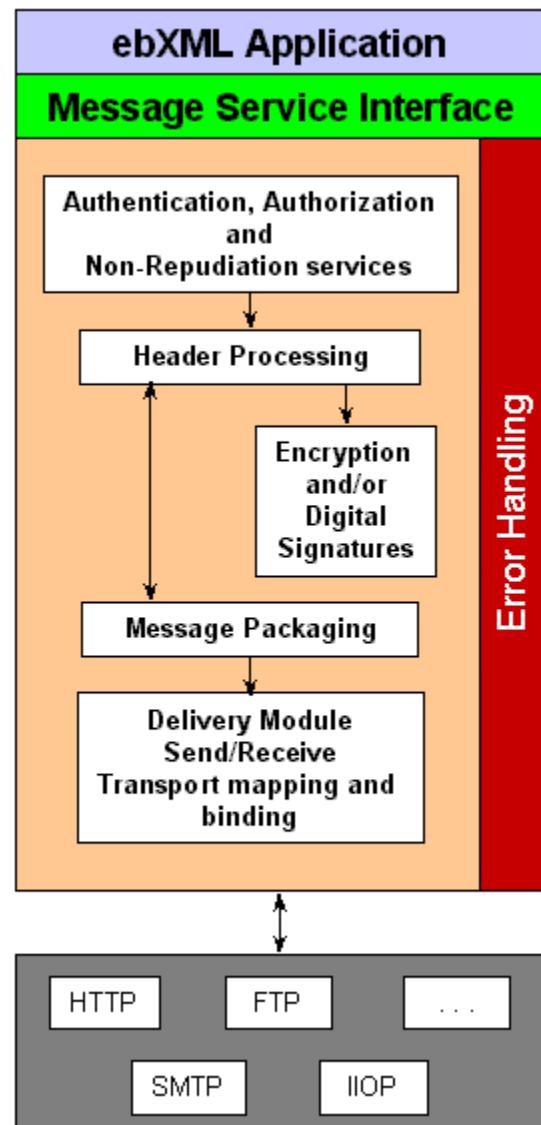 ebXML Application
Message Service Interface
Authentication, Authorization
and
Non-Repudiation services
Header Processing
Encryption
and/or
Digital
Signatures
Message Packaging
Delivery Module
Send/Receive
Transport mapping and
binding
Error Handling
HTTP
FTP
. . .
SMTP
IIOP